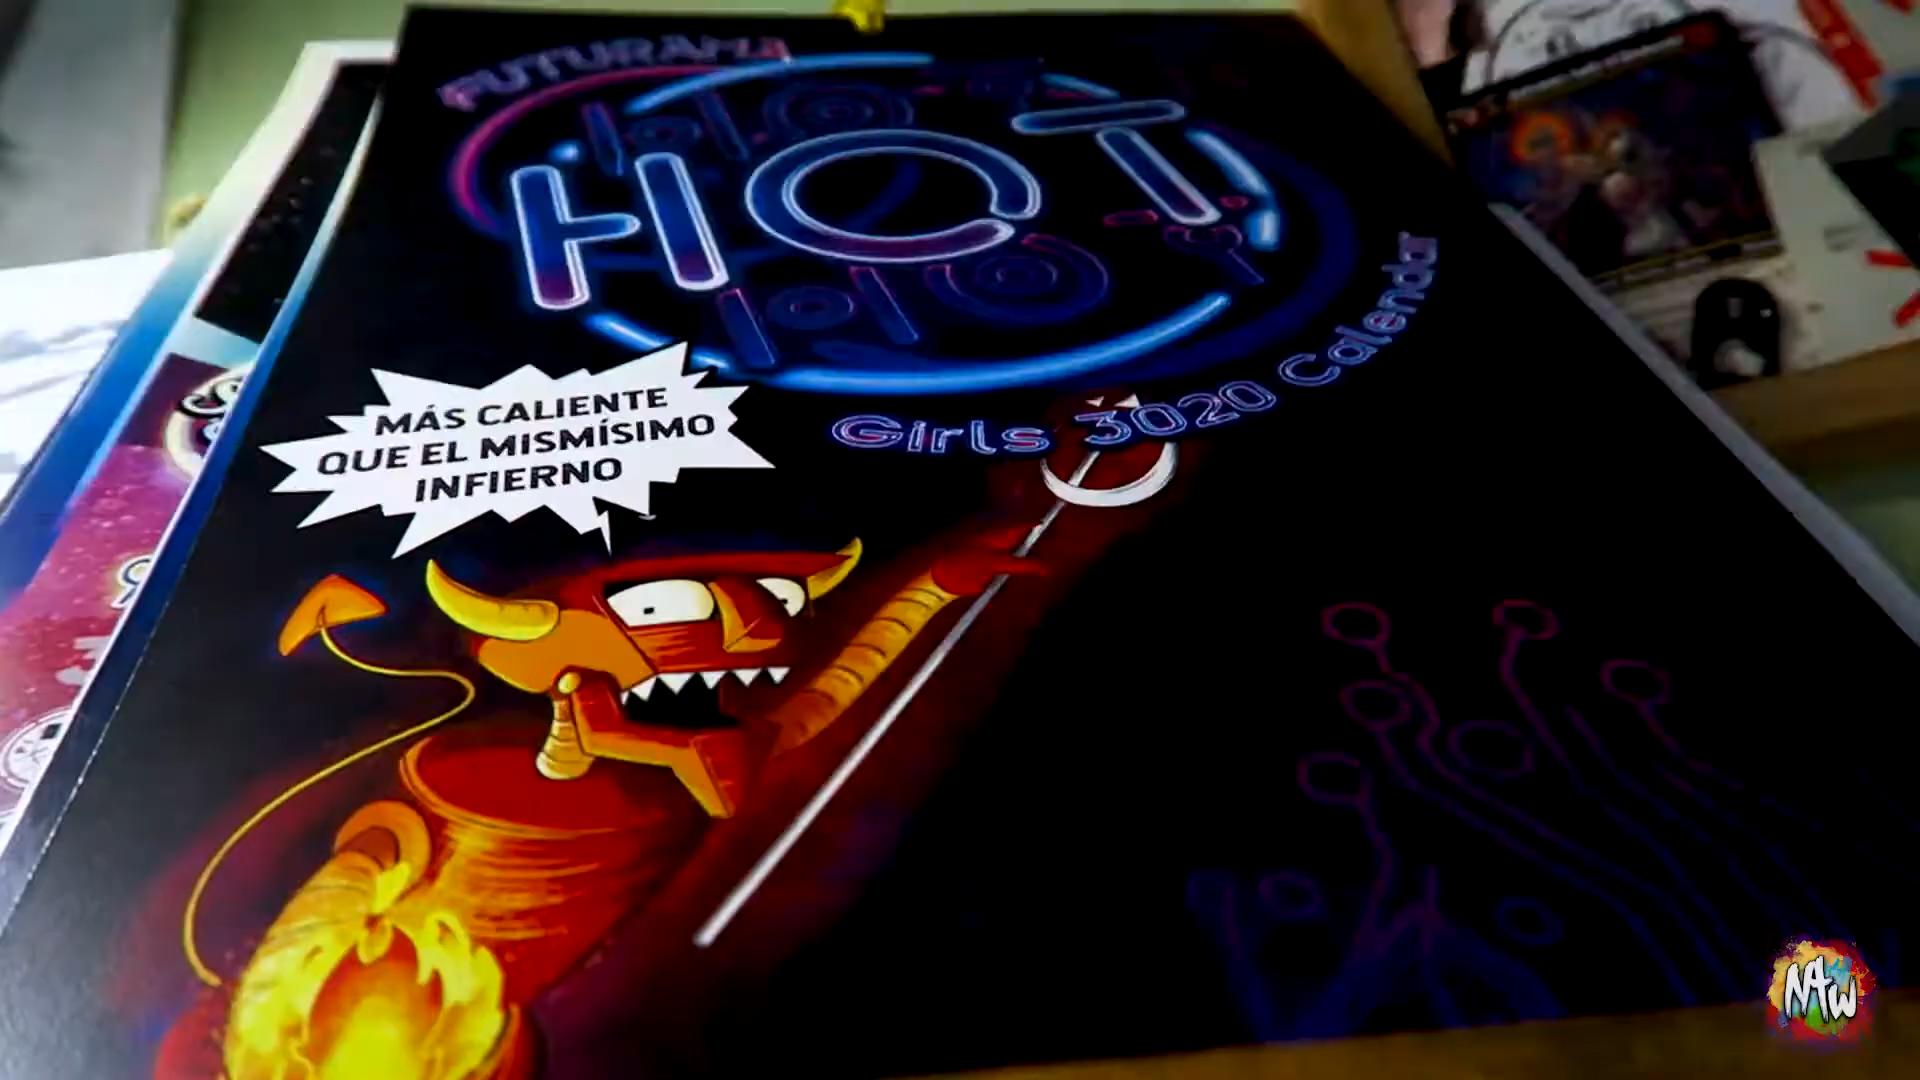 FUTURAMA
HOT
Girls 3020 Calendar
MÁS CALIENTE
QUE EL MISMÍSIMO
INFIERNO
NAW